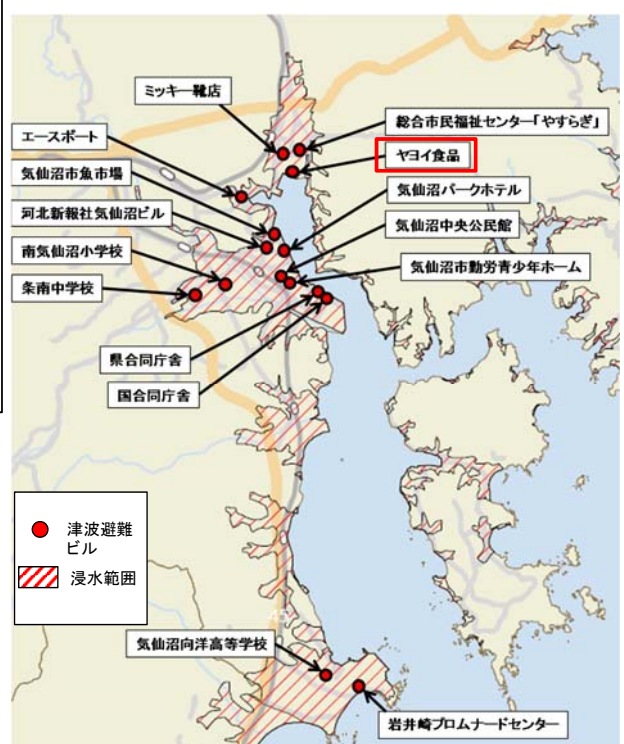 ミッキー靴店
総合市民福祉センター「やすらぎ」
エースポート
ヤヨイ食品
気仙沼市魚市場
気仙沼パークホテル
河北新報社気仙沼ビル
気仙沼中央公民館
南気仙沼小学校
気仙沼市勤労青少年ホーム
条南中学校
県合同庁舎
国合同庁舎
津波避難
ビル
浸水範囲
気仙沼向洋高等学校
岩井崎プロムナードセンター